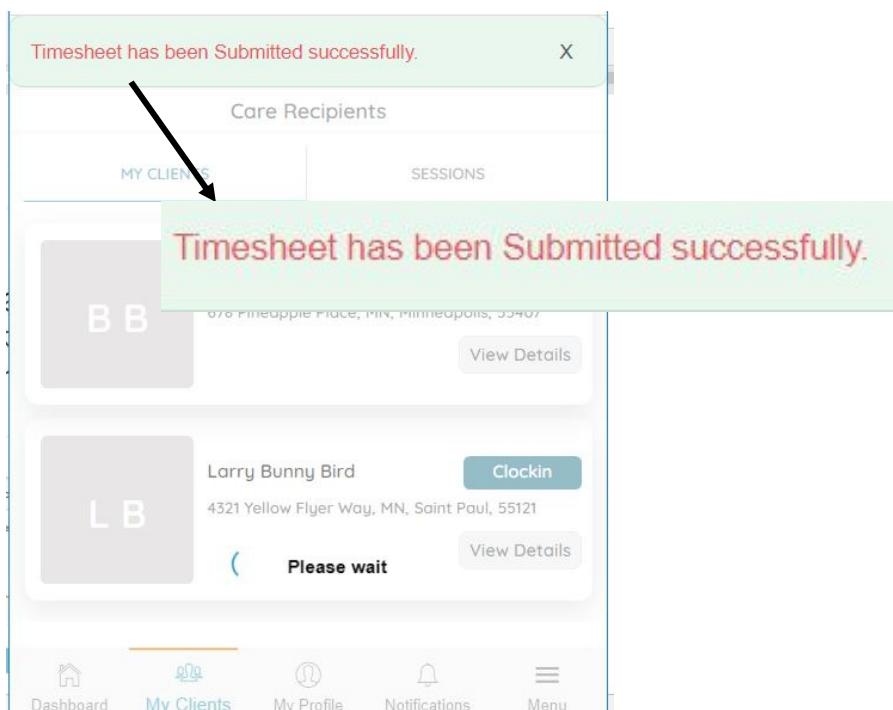 Timesheet has been Submitted successfully. X
Care Recipients
MY CLIENTS SESSIONS
Timesheet has been Submitted successfully.
B B
678 Pineapple Place, MN, Minneapolis, 55407
View Details
Larry Bunny Bird Clockin
L B
4321 Yellow Flyer Way, MN, Saint Paul, 55121
View Details
Please wait
Dashboard My Clients My Profile Notifications Menu